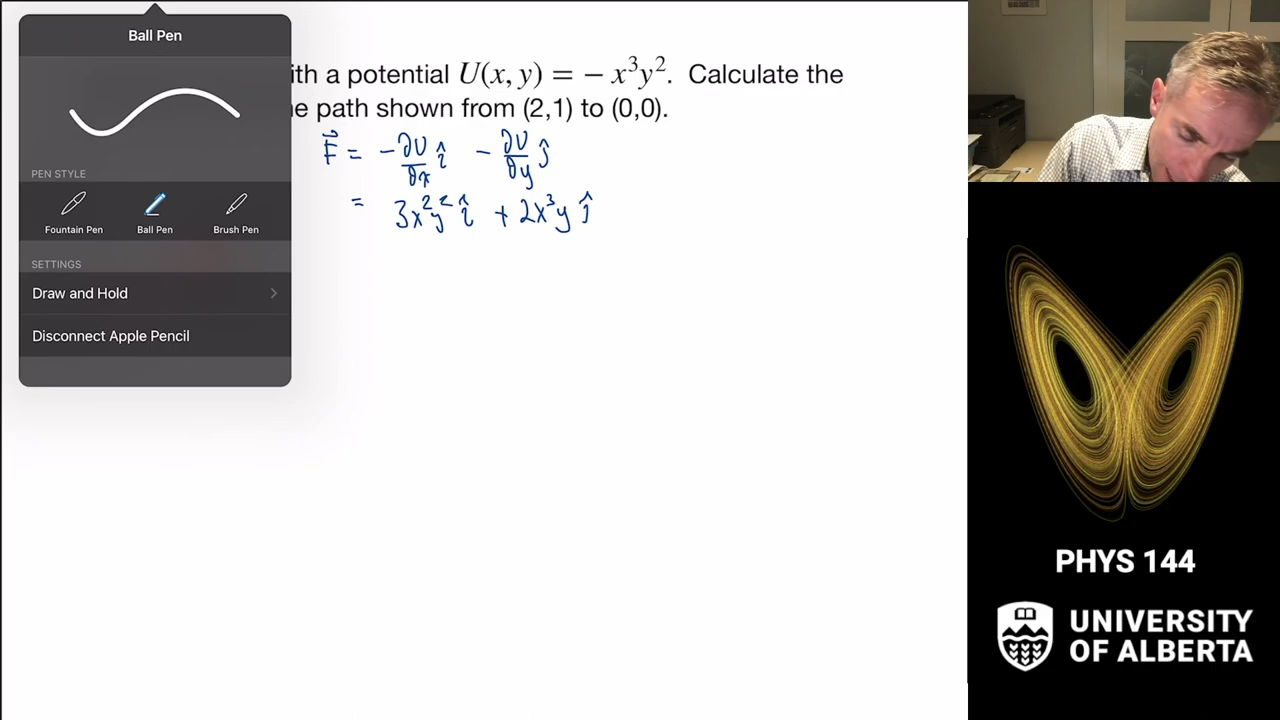 Ball Pen
ith a potential U(x, y) = − x³y². Calculate the
e path shown from (2,1) to (0,0).
F⃗ = −∂U/∂x î − ∂U/∂y ĵ
= 3x²y² î + 2x³y ĵ
PEN STYLE
Fountain Pen
Ball Pen
Brush Pen
SETTINGS
Draw and Hold
Disconnect Apple Pencil
PHYS 144
UNIVERSITY
OF ALBERTA